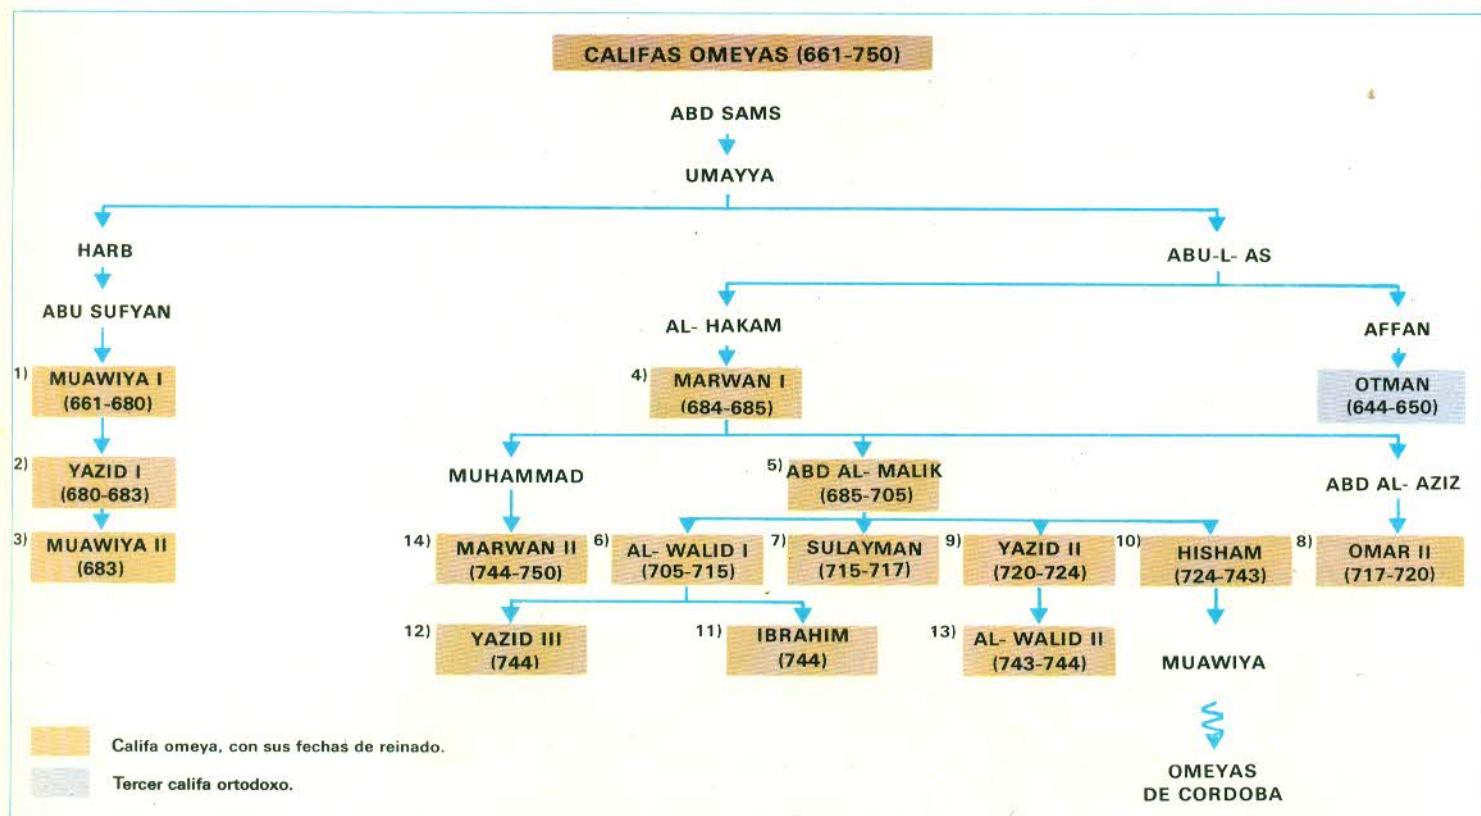 CALIFAS OMEYAS (661-750)
ABD SAMS
UMAYYA
HARB
ABU-L- AS
ABU SUFYAN
AL- HAKAM
AFFAN
1) MUAWIYA I
(661-680)
4) MARWAN I
(684-685)
OTMAN
(644-650)
2) YAZID I
(680-683)
MUHAMMAD
5) ABD AL- MALIK
(685-705)
ABD AL- AZIZ
3) MUAWIYA II
(683)
14) MARWAN II
(744-750)
6) AL- WALID I
(705-715)
7) SULAYMAN
(715-717)
9) YAZID II
(720-724)
10) HISHAM
(724-743)
8) OMAR II
(717-720)
12) YAZID III
(744)
11) IBRAHIM
(744)
13) AL- WALID II
(743-744)
MUAWIYA
OMEYAS
DE CORDOBA
Califa omeya, con sus fechas de reinado.
Tercer califa ortodoxo.